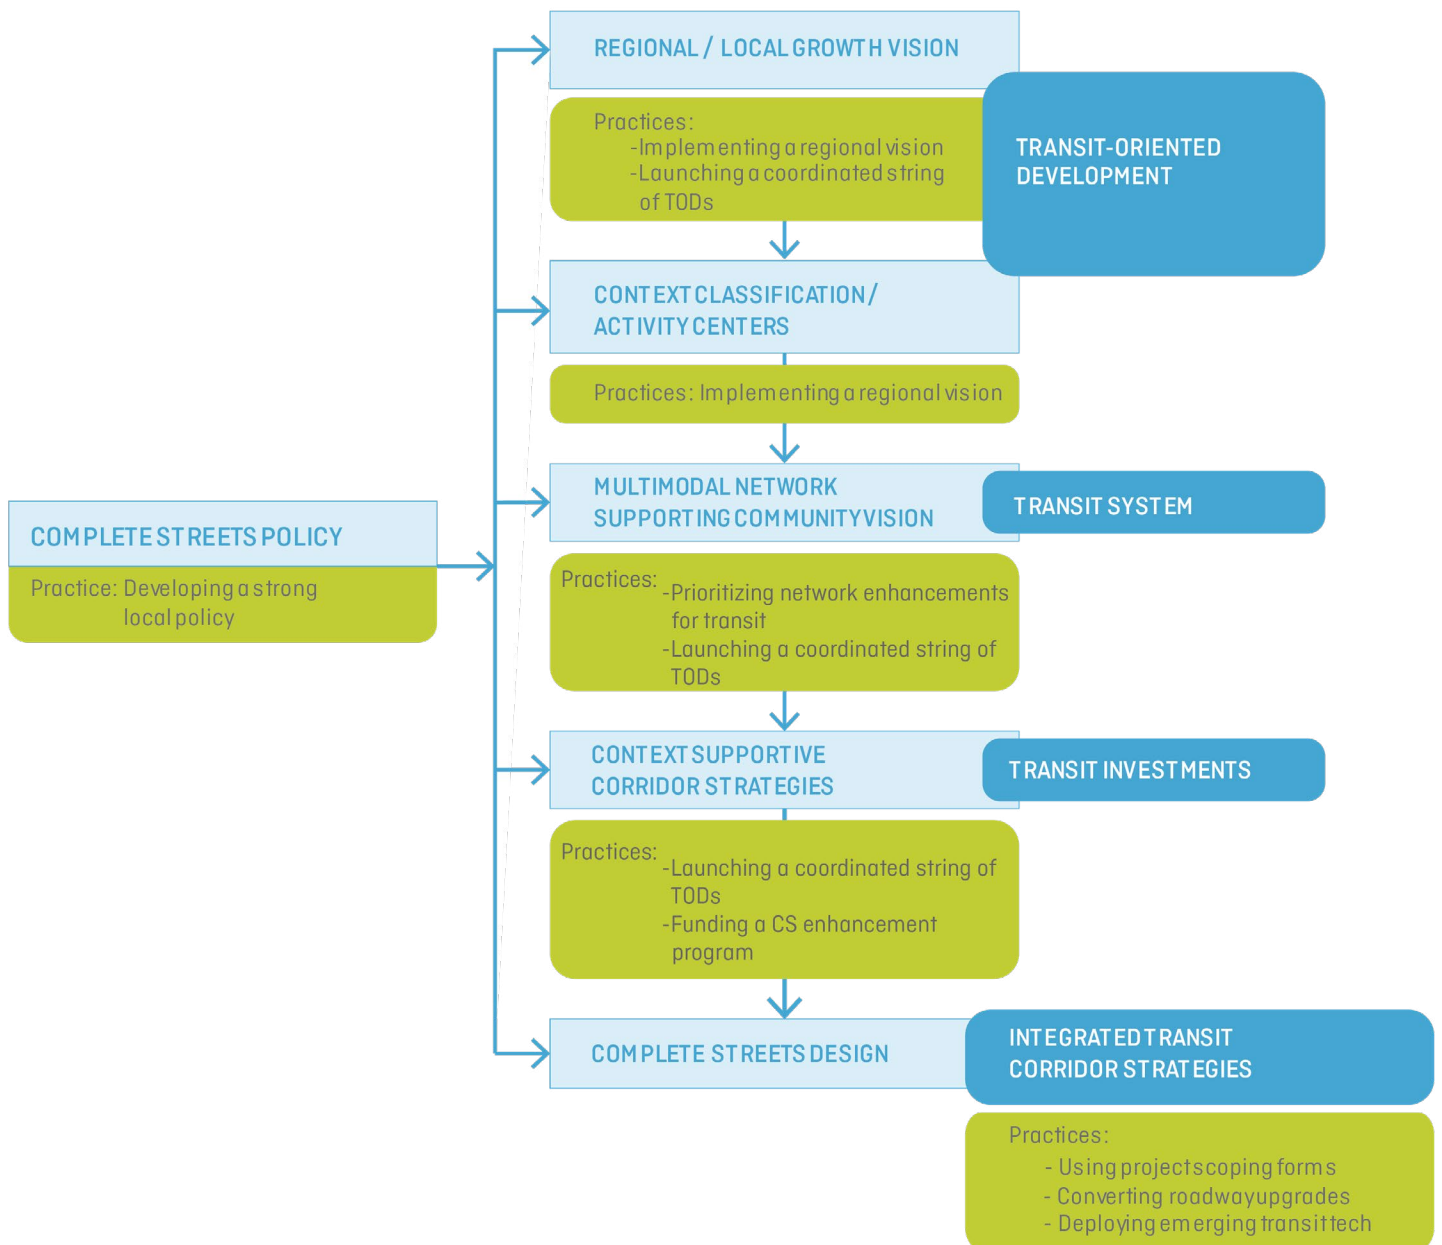 REGIONAL / LOCAL GROWTH VISION
Practices:
-Implementing a regional vision
-Launching a coordinated string
of TODs
TRANSIT-ORIENTED
DEVELOPMENT
CONTEXT CLASSIFICATION /
ACTIVITY CENTERS
Practices: Implementing a regional vision
MULTIMODAL NETWORK
SUPPORTING COMMUNITY VISION
TRANSIT SYSTEM
COMPLETE STREETS POLICY
Practice: Developing a strong
local policy
Practices:
-Prioritizing network enhancements
for transit
-Launching a coordinated string of
TODs
CONTEXT SUPPORTIVE
CORRIDOR STRATEGIES
TRANSIT INVESTMENTS
Practices:
-Launching a coordinated string of
TODs
-Funding a CS enhancement
program
COMPLETE STREETS DESIGN
INTEGRATED TRANSIT
CORRIDOR STRATEGIES
Practices:
- Using project scoping forms
- Converting roadway upgrades
- Deploying emerging transit tech